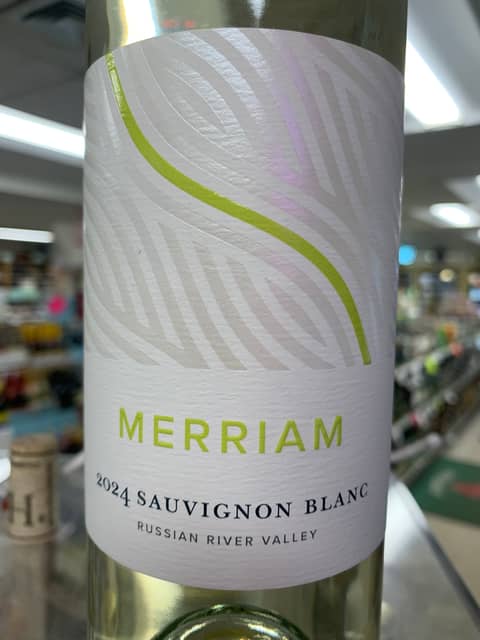 MERRIAM
2024 SAUVIGNON BLANC
RUSSIAN RIVER VALLEY
H.